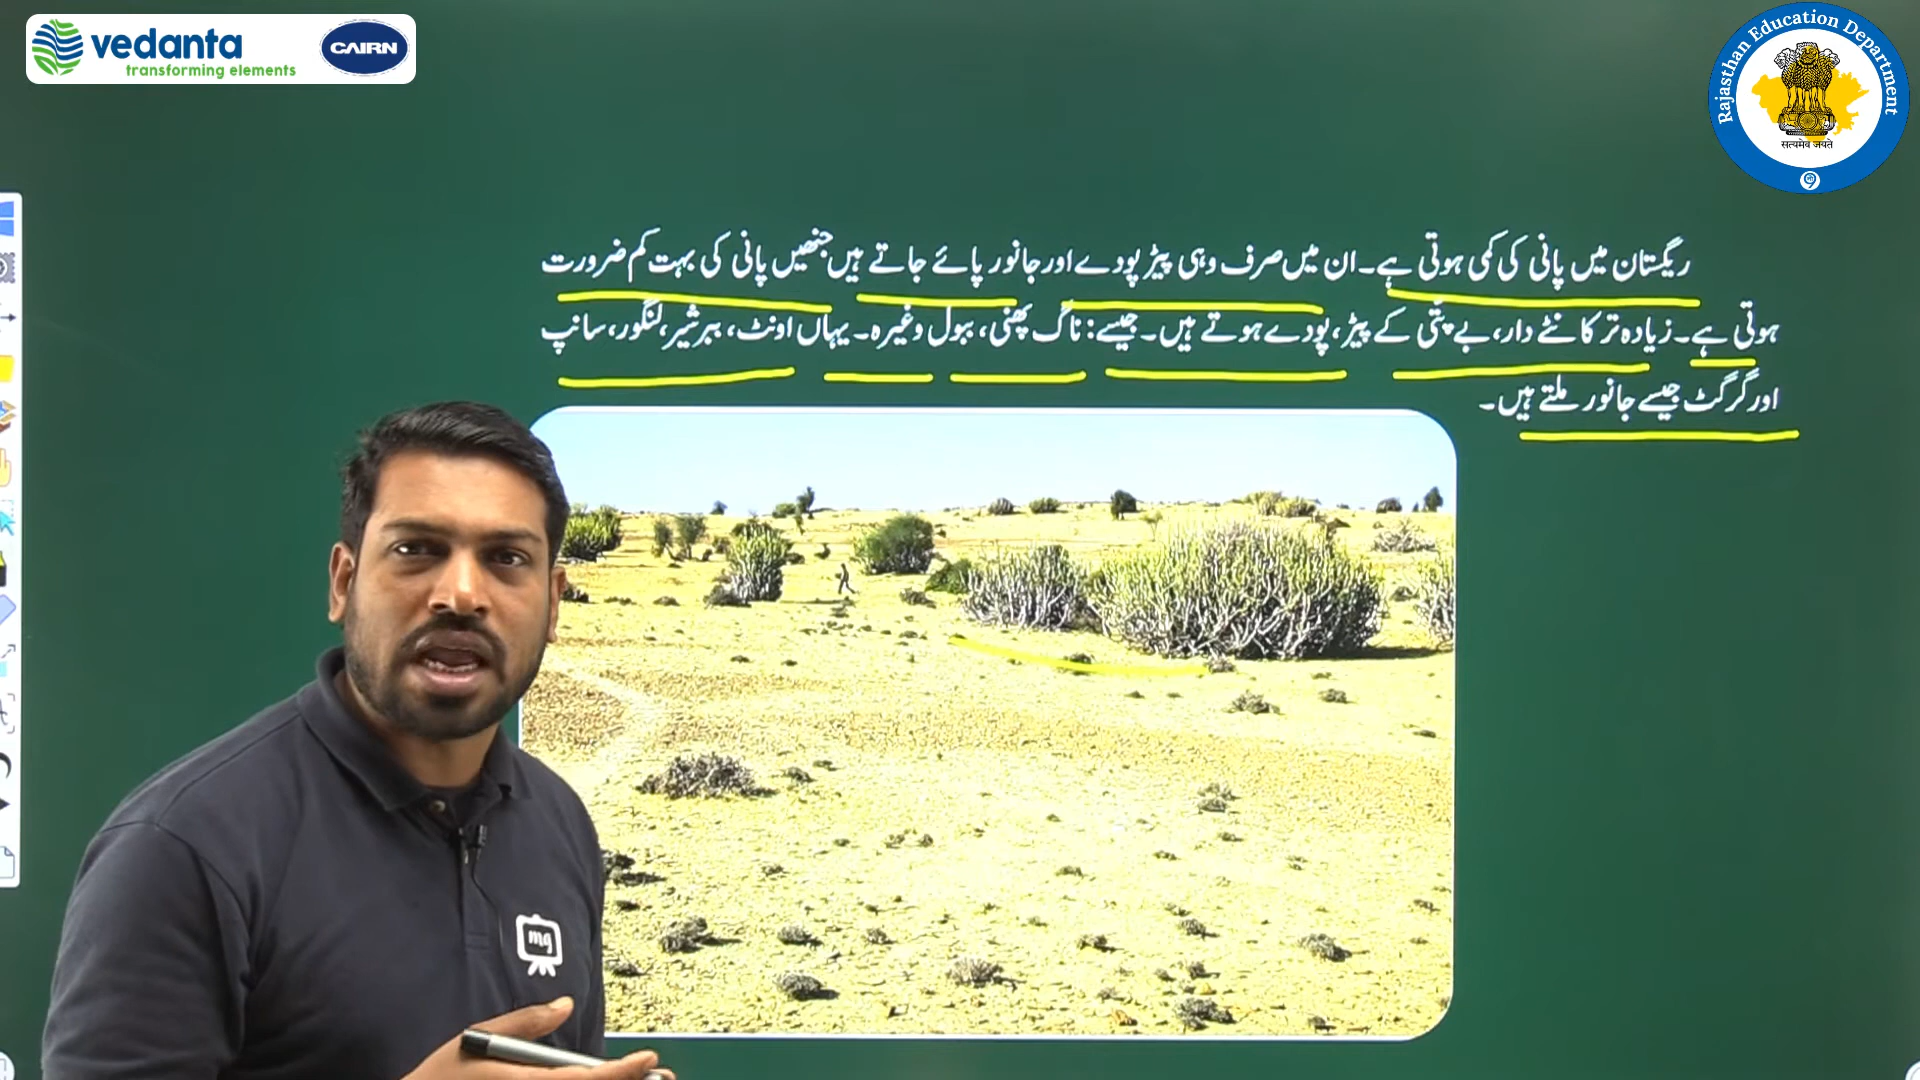 vedanta
transforming elements
CAIRN
Rajasthan Education Department
सत्यमेव जयते
ریگستان میں پانی کی کمی ہوتی ہے۔ ان میں صرف وہی پیڑ پودے اور جانور پائے جاتے ہیں جنھیں پانی کی بہت کم ضرورت
ہوتی ہے۔ زیادہ تر کانٹے دار، بے پتّی کے پیڑ، پودے ہوتے ہیں۔ جیسے: ناگ پھنی، ببول وغیرہ۔ یہاں اونٹ، ببر شیر، لنگور، سانپ
اور گرگٹ جیسے جانور ملتے ہیں۔
mg